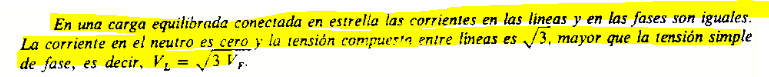 En una carga equilibrada conectada en estrella las corrientes en las líneas y en las fases son iguales.
La corriente en el neutro es cero y la tensión compuesta entre líneas es √3, mayor que la tensión simple
de fase, es decir, V_L = √3 V_F.